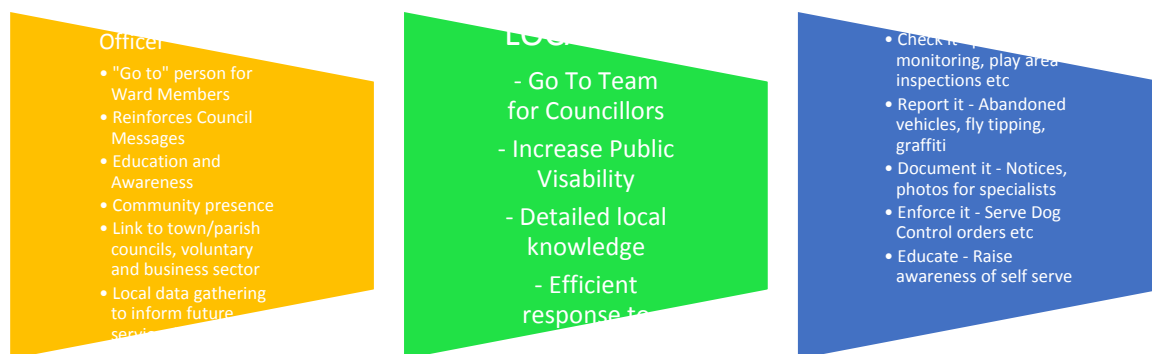 Officer
• "Go to" person for
Ward Members
• Reinforces Council
Messages
• Education and
Awareness
• Community presence
• Link to town/parish
councils, voluntary
and business sector
• Local data gathering
to inform future
- Go To Team
for Councillors
- Increase Public
Visability
- Detailed local
knowledge
- Efficient
response to
• Check it -
monitoring, play area
inspections etc
• Report it - Abandoned
vehicles, fly tipping,
graffiti
• Document it - Notices,
photos for specialists
• Enforce it - Serve Dog
Control orders etc
• Educate - Raise
awareness of self serve